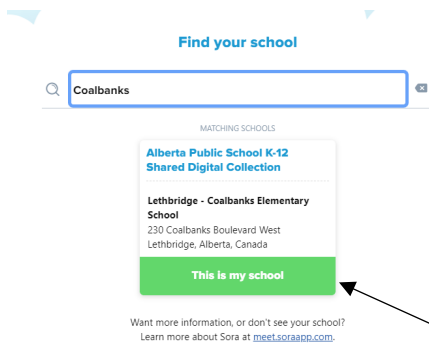 Find your school
Coalbanks
MATCHING SCHOOLS
Alberta Public School K-12
Shared Digital Collection
Lethbridge - Coalbanks Elementary
School
230 Coalbanks Boulevard West
Lethbridge, Alberta, Canada
This is my school
Want more information, or don't see your school?
Learn more about Sora at meet.soraapp.com.